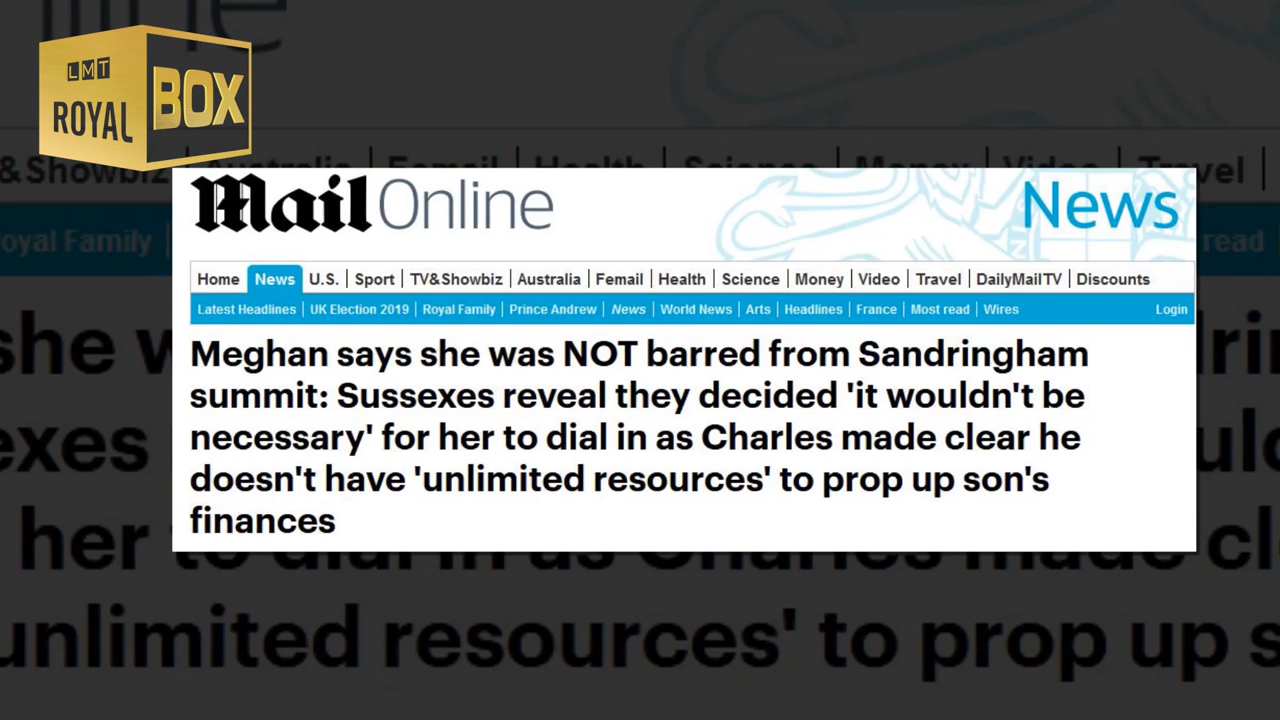 LMT
ROYAL
BOX
Mail Online
News
Home News U.S. Sport TV&Showbiz Australia Femail Health Science Money Video Travel DailyMailTV Discounts
Latest Headlines UK Election 2019 Royal Family Prince Andrew News World News Arts Headlines France Most read Wires Login
Meghan says she was NOT barred from Sandringham
summit: Sussexes reveal they decided 'it wouldn't be
necessary' for her to dial in as Charles made clear he
doesn't have 'unlimited resources' to prop up son's
finances